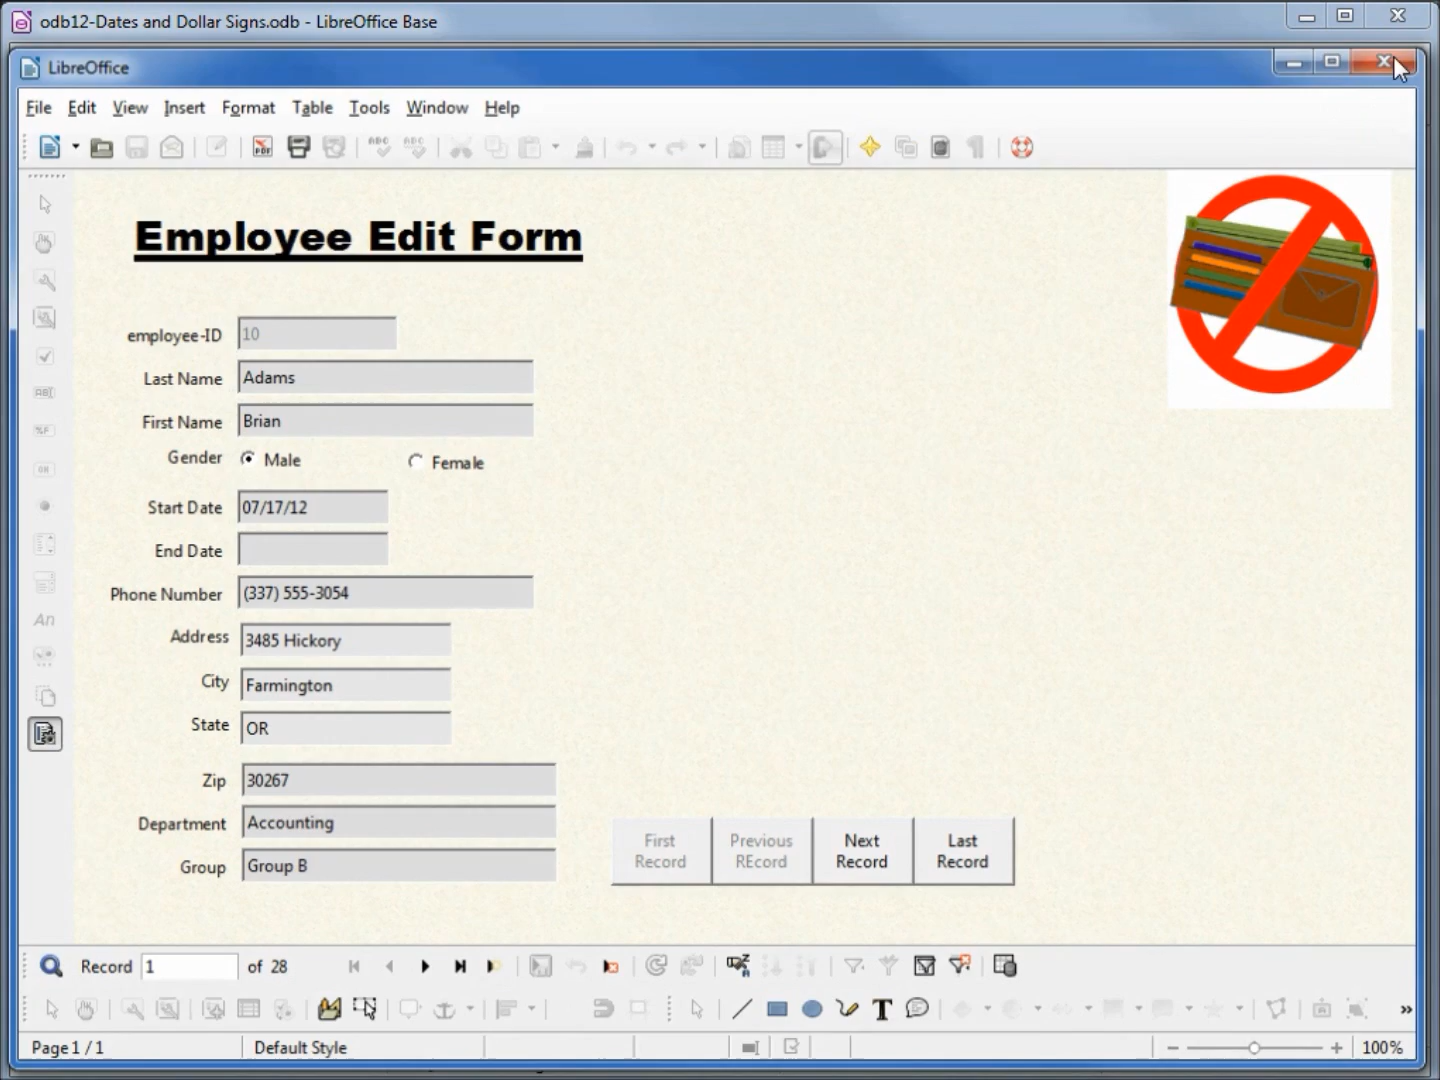 odb12-Dates and Dollar Signs.odb - LibreOffice Base
LibreOffice
File Edit View Insert Format Table Tools Window Help
Employee Edit Form
employee-ID 10
Last Name Adams
First Name Brian
Gender Male Female
Start Date 07/17/12
End Date
Phone Number (337) 555-3054
Address 3485 Hickory
City Farmington
State OR
Zip 30267
Department Accounting
Group Group B
First Record
Previous REcord
Next Record
Last Record
Record 1 of 28
Page 1 / 1 Default Style 100%